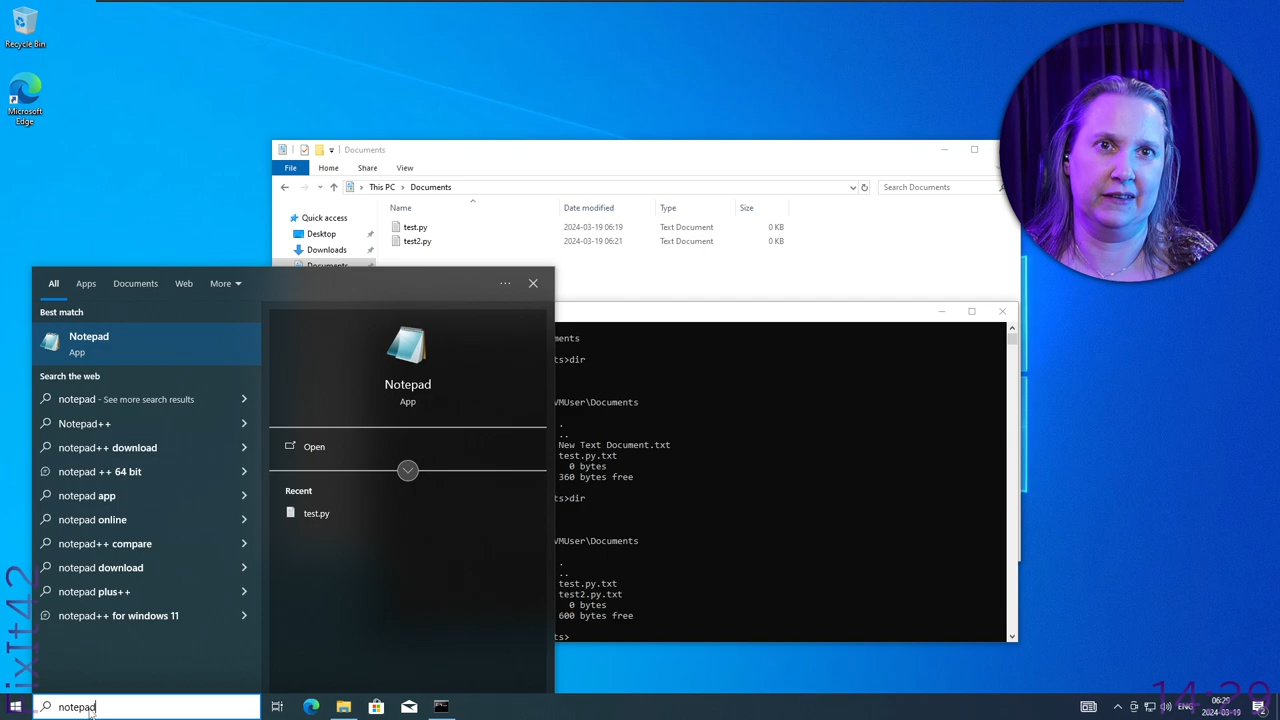 Recycle Bin
Microsoft
Edge
Documents
File Home Share View
This PC Documents
Search Documents
Name Date modified Type Size
Quick access
Desktop
Downloads
Documents
test.py 2024-03-19 06:19 Text Document 0 KB
test2.py 2024-03-19 06:21 Text Document 0 KB
All Apps Documents Web More
Best match
Notepad
App
Search the web
notepad - See more search results
Notepad++
notepad++ download
notepad ++ 64 bit
notepad app
notepad online
notepad++ compare
notepad download
notepad plus++
notepad++ for windows 11
Notepad
App
Open
Recent
test.py
ments
ts>dir
VMUser\Documents
.
..
New Text Document.txt
test.py.txt
0 bytes
360 bytes free
ts>dir
VMUser\Documents
.
..
test.py.txt
test2.py.txt
0 bytes
600 bytes free
ts>
notepad
ENG
06:29
2024-03-19
2